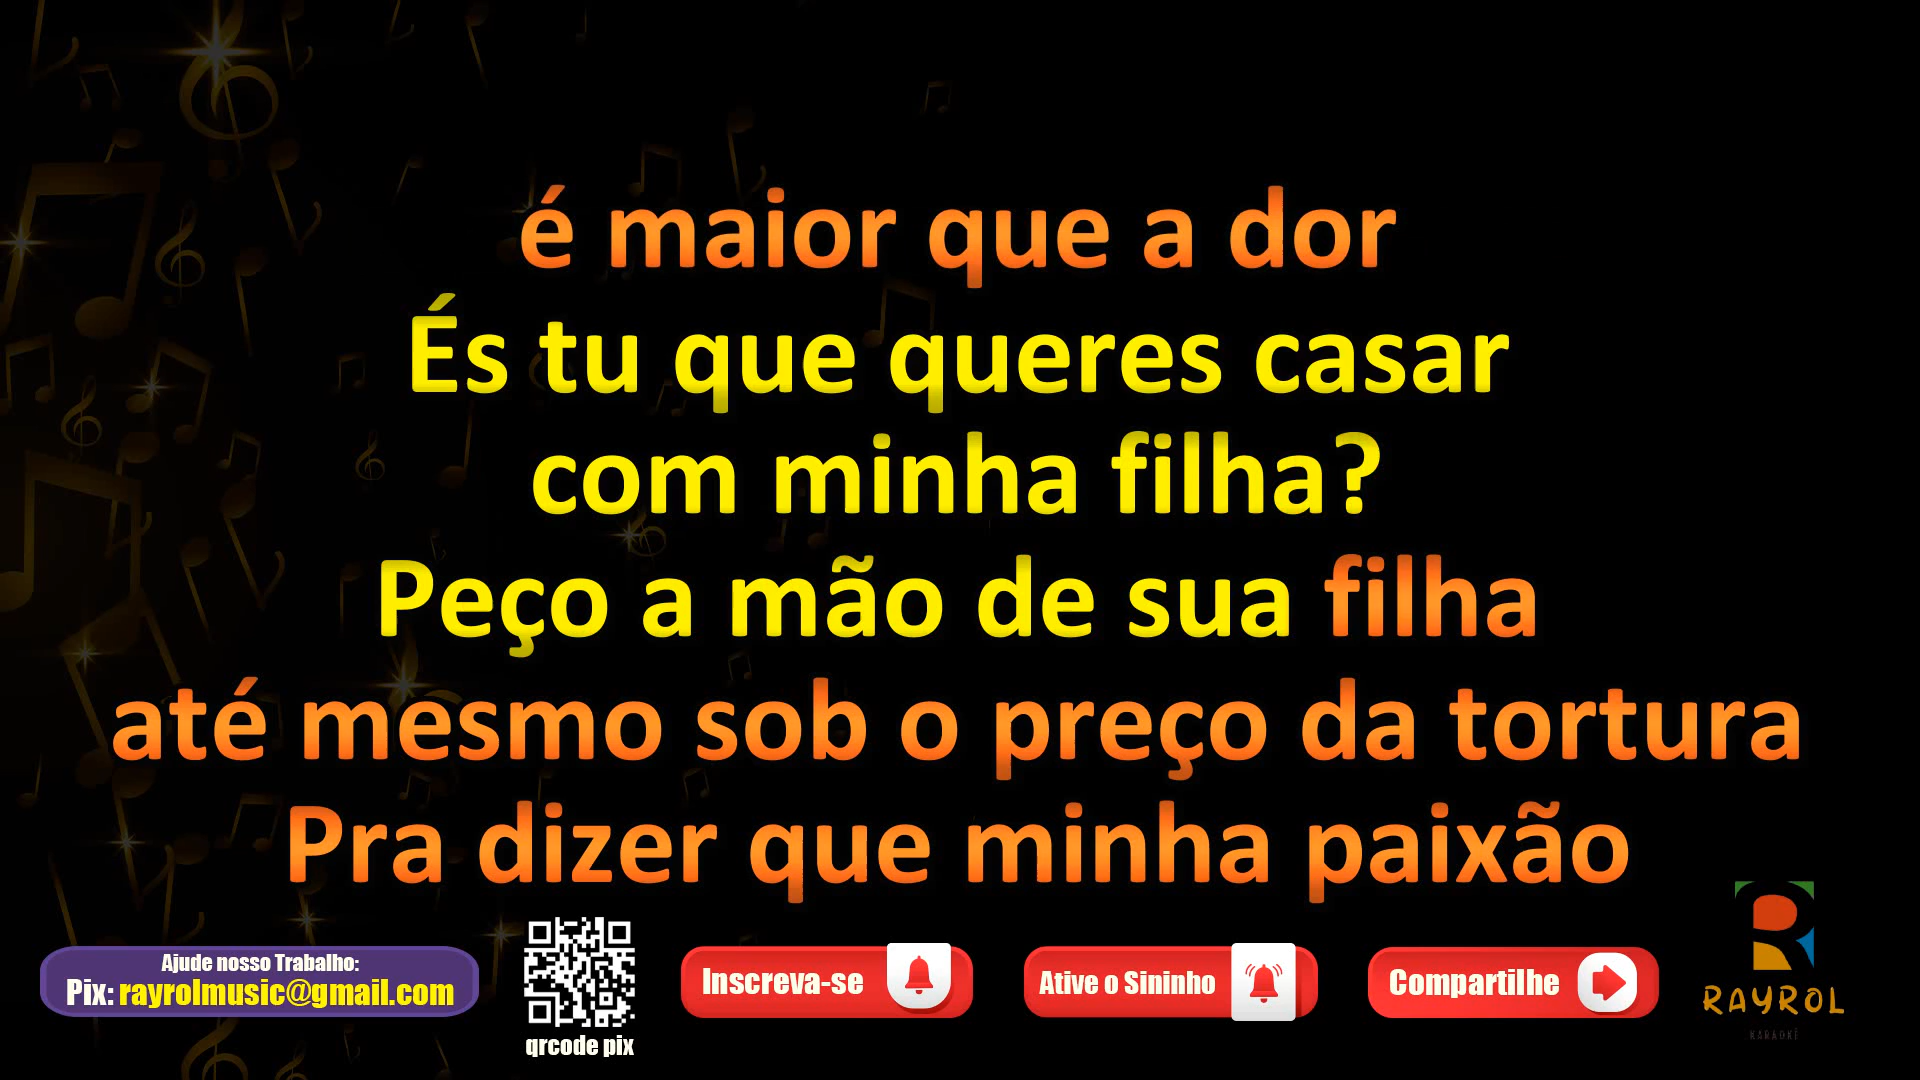 é maior que a dor
És tu que queres casar
com minha filha?
Peço a mão de sua filha
até mesmo sob o preço da tortura
Pra dizer que minha paixão
Ajude nosso Trabalho:
Pix: rayrolmusic@gmail.com
qrcode pix
Inscreva-se
Ative o Sininho
Compartilhe
RAYROL
KARAOKÊ